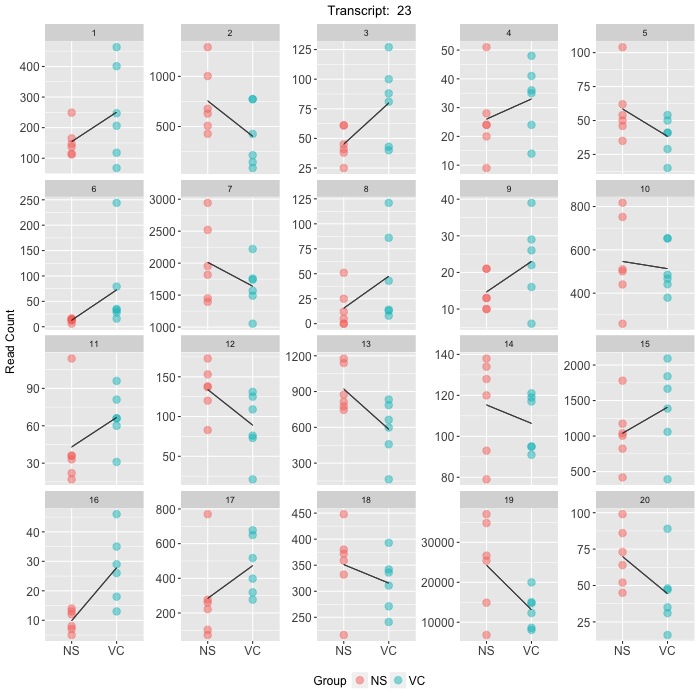 Transcript: 23
1 2 3 4 5
400 300 200 100
1000 500
125 100 75 50 25
50 40 30 20 10
100 75 50 25
6 7 8 9 10
250 200 150 100 50 0
3000 2500 2000 1500 1000
125 100 75 50 25 0
40 30 20 10
800 600 400
Read Count
11 12 13 14 15
90 60 30
150 100 50
1200 900 600 300
140 120 100 80
2000 1500 1000 500
16 17 18 19 20
40 30 20 10
800 600 400 200
450 400 350 300 250
30000 20000 10000
100 75 50 25
NS VC NS VC NS VC NS VC NS VC
Group NS VC